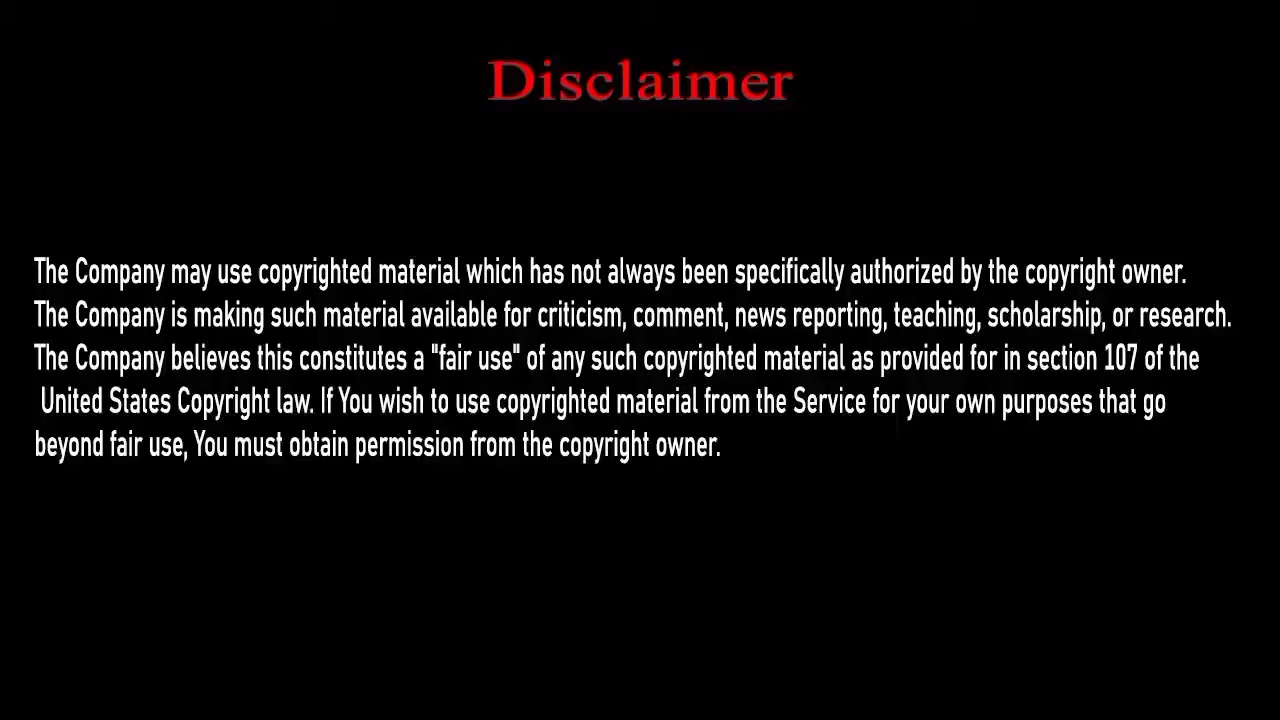 Disclaimer
The Company may use copyrighted material which has not always been specifically authorized by the copyright owner.
The Company is making such material available for criticism, comment, news reporting, teaching, scholarship, or research.
The Company believes this constitutes a "fair use" of any such copyrighted material as provided for in section 107 of the
United States Copyright law. If You wish to use copyrighted material from the Service for your own purposes that go
beyond fair use, You must obtain permission from the copyright owner.